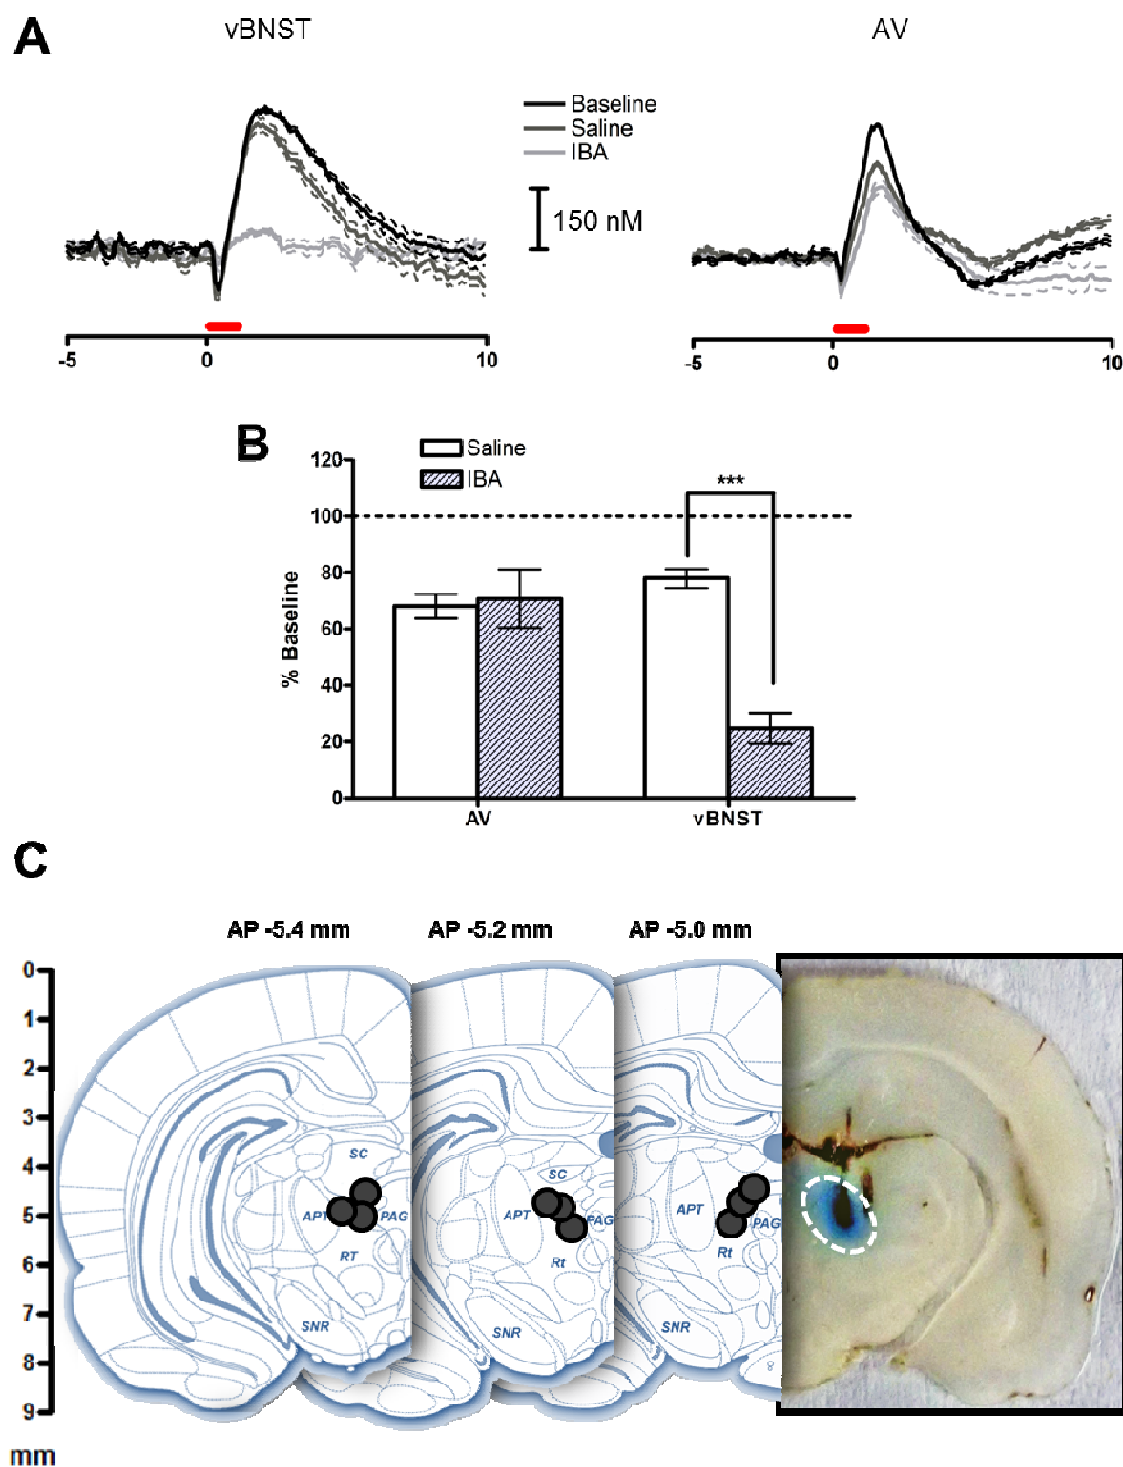 A
vBNST
AV
Baseline
Saline
IBA
150 nM
-5
0
10
-5
0
10
B
Saline
IBA
120
100
80
60
40
20
0
% Baseline
***
AV
vBNST
C
AP -5.4 mm
AP -5.2 mm
AP -5.0 mm
0
1
2
3
4
5
6
7
8
9
mm
SC
APT
PAG
RT
SNR
SC
APT
PAG
Rt
SNR
APT
PAG
Rt
SNR
8